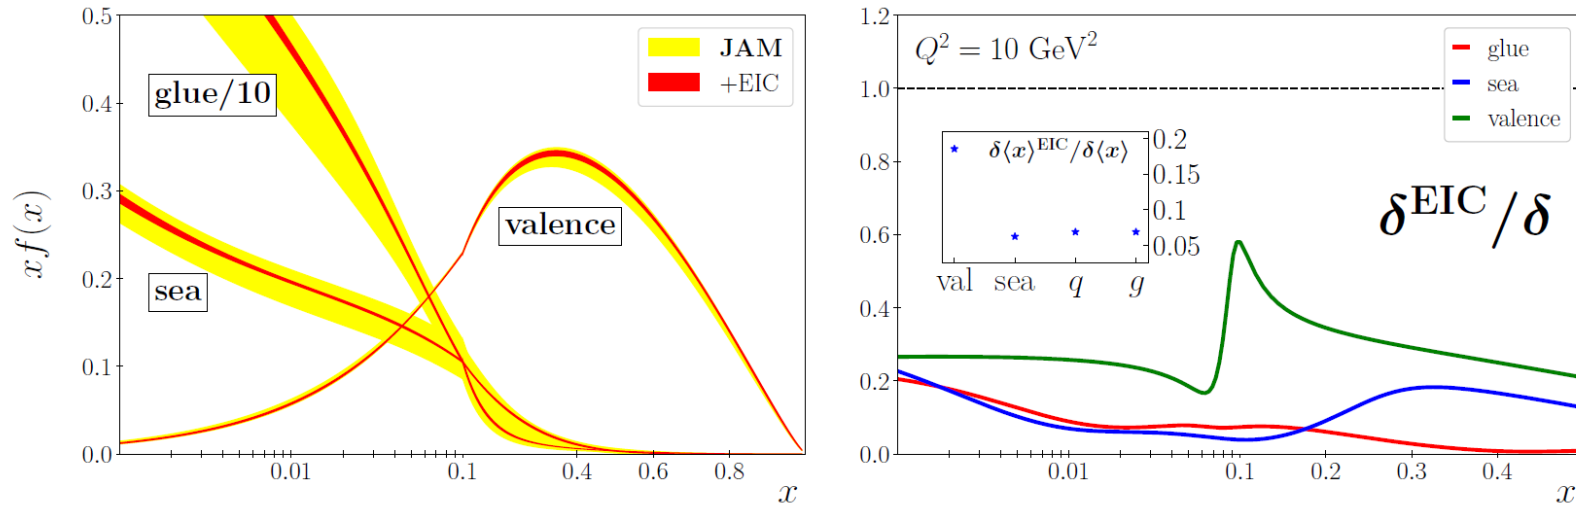 0.5
0.4
0.3
0.2
0.1
0.0
xf(x)
glue/10
sea
valence
JAM
+EIC
0.01
0.1
0.4
0.6
0.8
x
1.2
1.0
0.8
0.6
0.4
0.2
0.0
Q² = 10 GeV²
glue
sea
valence
δ⟨x⟩^EIC/δ⟨x⟩
0.2
0.15
0.1
0.05
val sea q g
δ^EIC/δ
0.01
0.1
0.2
0.3
0.4
x